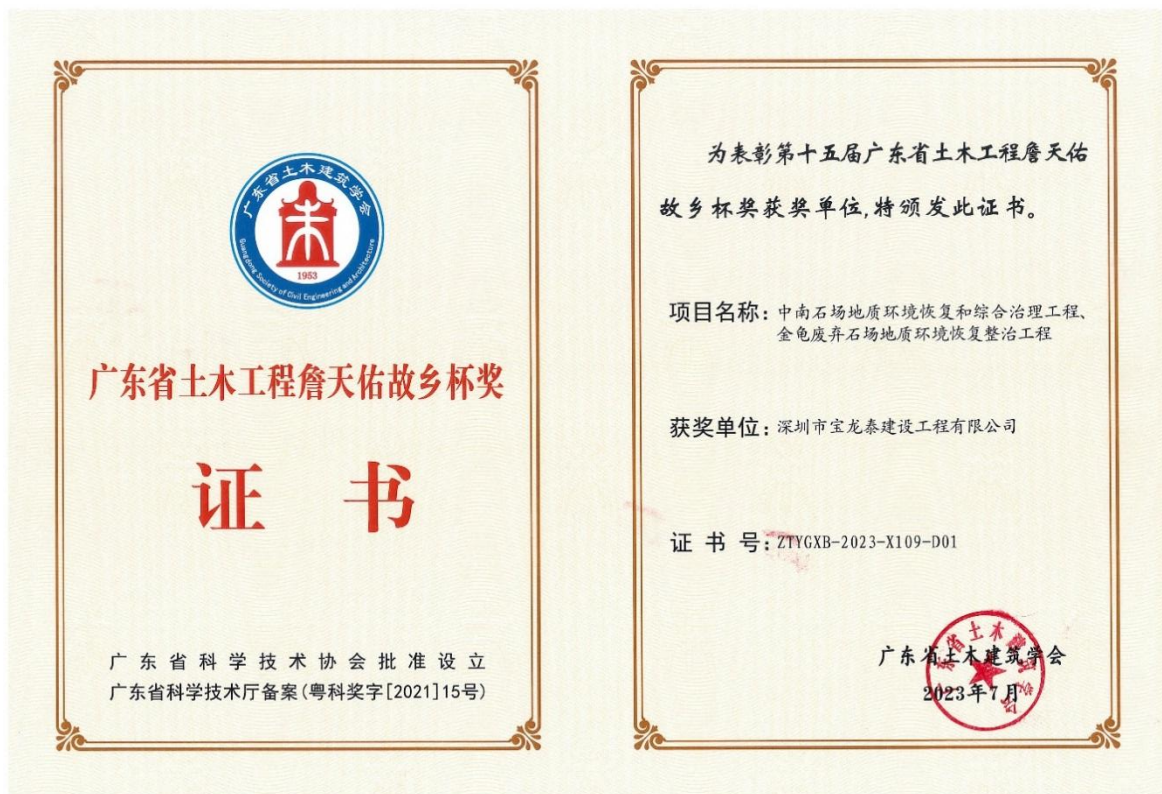 广东省土木建筑学会
1953
Guangdong Society of Civil Engineering and Architecture
广东省土木工程詹天佑故乡杯奖
证 书
广东省科学技术协会批准设立
广东省科学技术厅备案(粤科奖字[2021]15号)
为表彰第十五届广东省土木工程詹天佑
故乡杯奖获奖单位,特颁发此证书。
项目名称:中南石场地质环境恢复和综合治理工程、
金龟废弃石场地质环境恢复整治工程
获奖单位:深圳市宝龙泰建设工程有限公司
证 书 号:ZTYGXB-2023-X109-D01
广东省土木建筑学会
2023年7月
广东省土木建筑学会